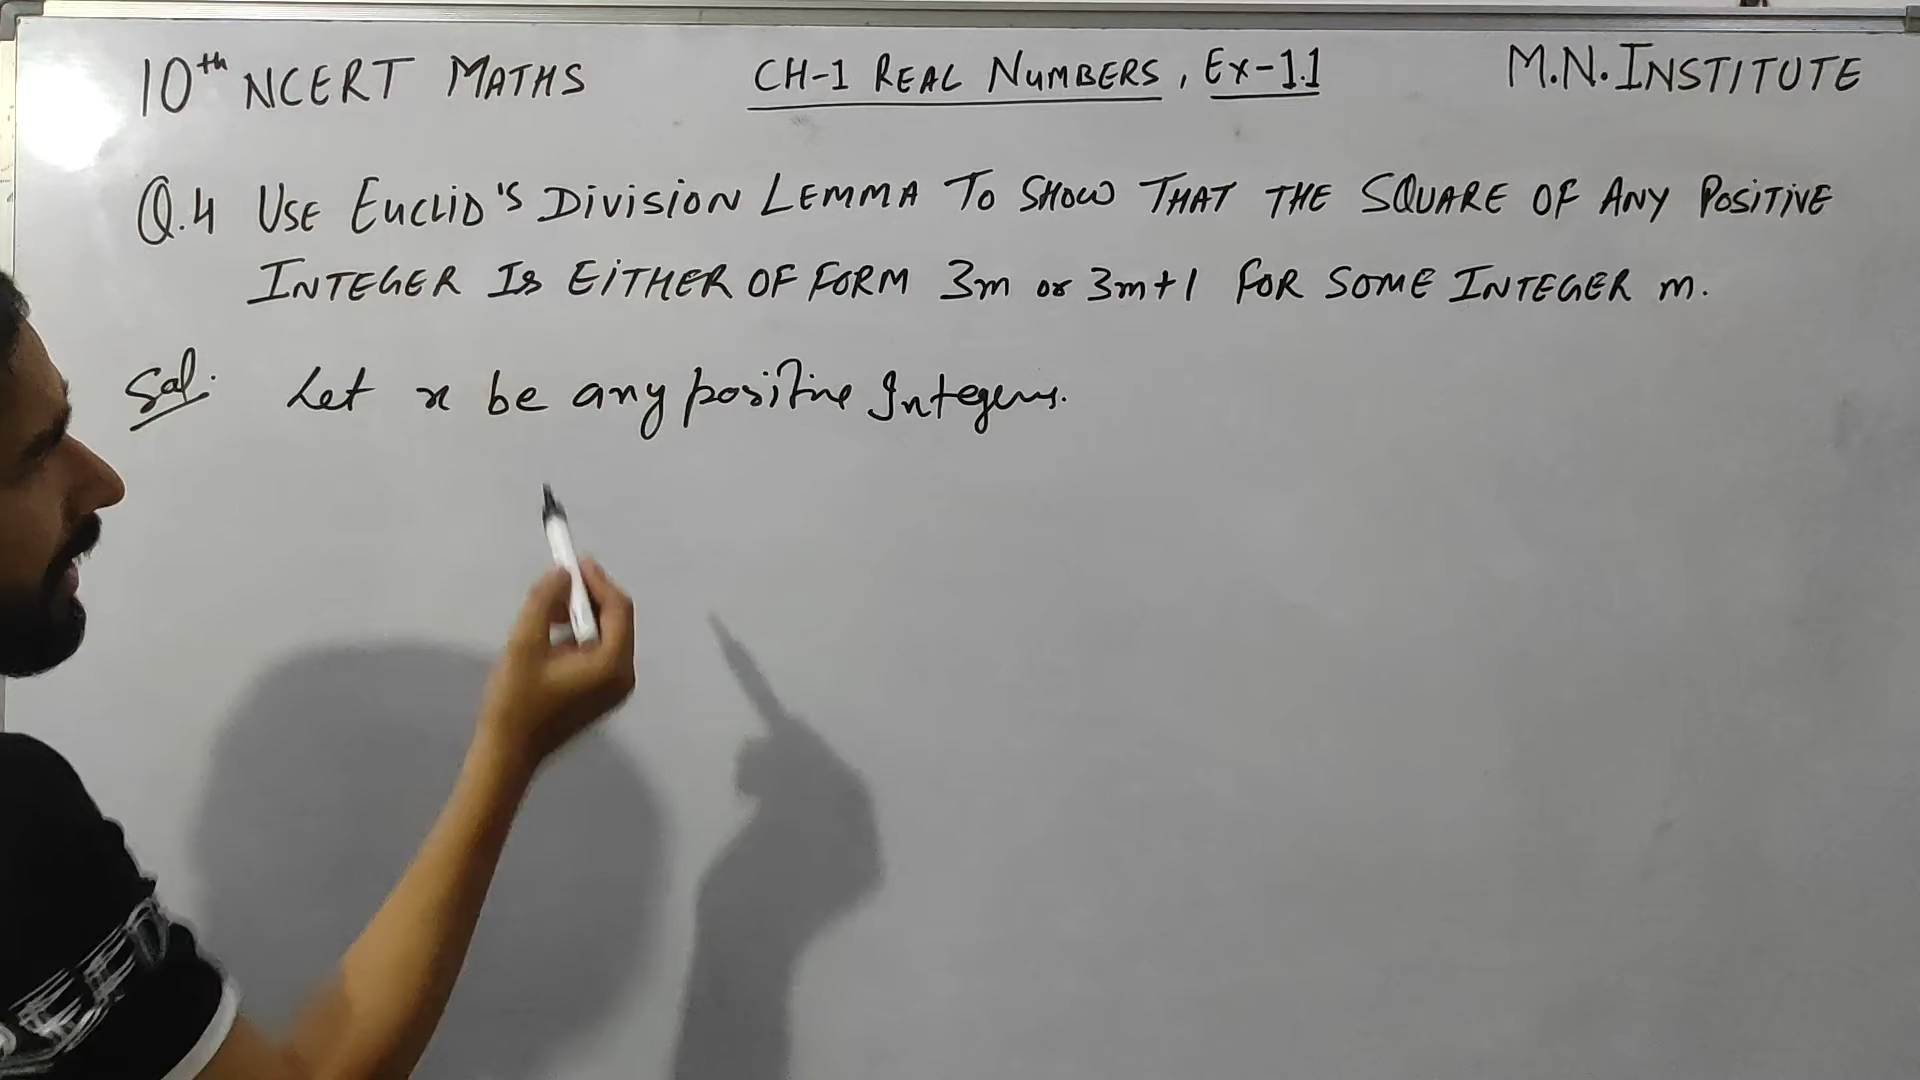 10th NCERT MATHS CH-1 REAL NUMBERS, Ex-1.1 M.N. INSTITUTE
Q.4 USE EUCLID'S DIVISION LEMMA TO SHOW THAT THE SQUARE OF ANY POSITIVE
INTEGER IS EITHER OF FORM 3m or 3m+1 FOR SOME INTEGER m.
Sol. Let x be any positive Integers.